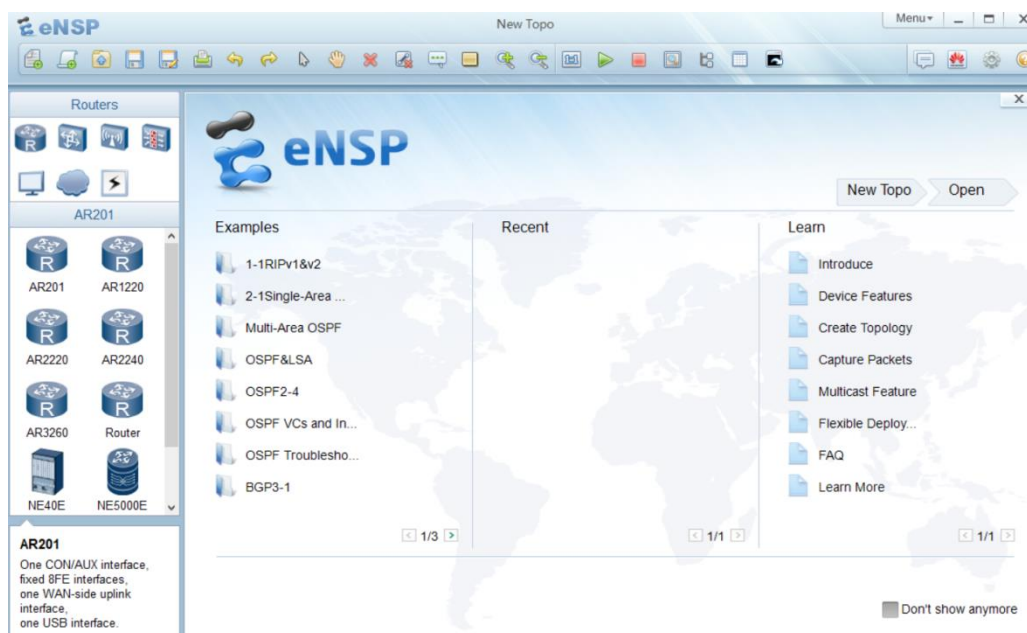 eNSP
New Topo
Menu
Routers
AR201
AR201
AR1220
AR2220
AR2240
AR3260
Router
NE40E
NE5000E
AR201
One CON/AUX interface,
fixed 8FE interfaces,
one WAN-side uplink
interface,
one USB interface.
eNSP
New Topo
Open
Examples
1-1RIPv1&v2
2-1Single-Area ...
Multi-Area OSPF
OSPF&LSA
OSPF2-4
OSPF VCs and In...
OSPF Troublesho...
BGP3-1
1/3
Recent
1/1
Learn
Introduce
Device Features
Create Topology
Capture Packets
Multicast Feature
Flexible Deploy...
FAQ
Learn More
1/1
Don't show anymore